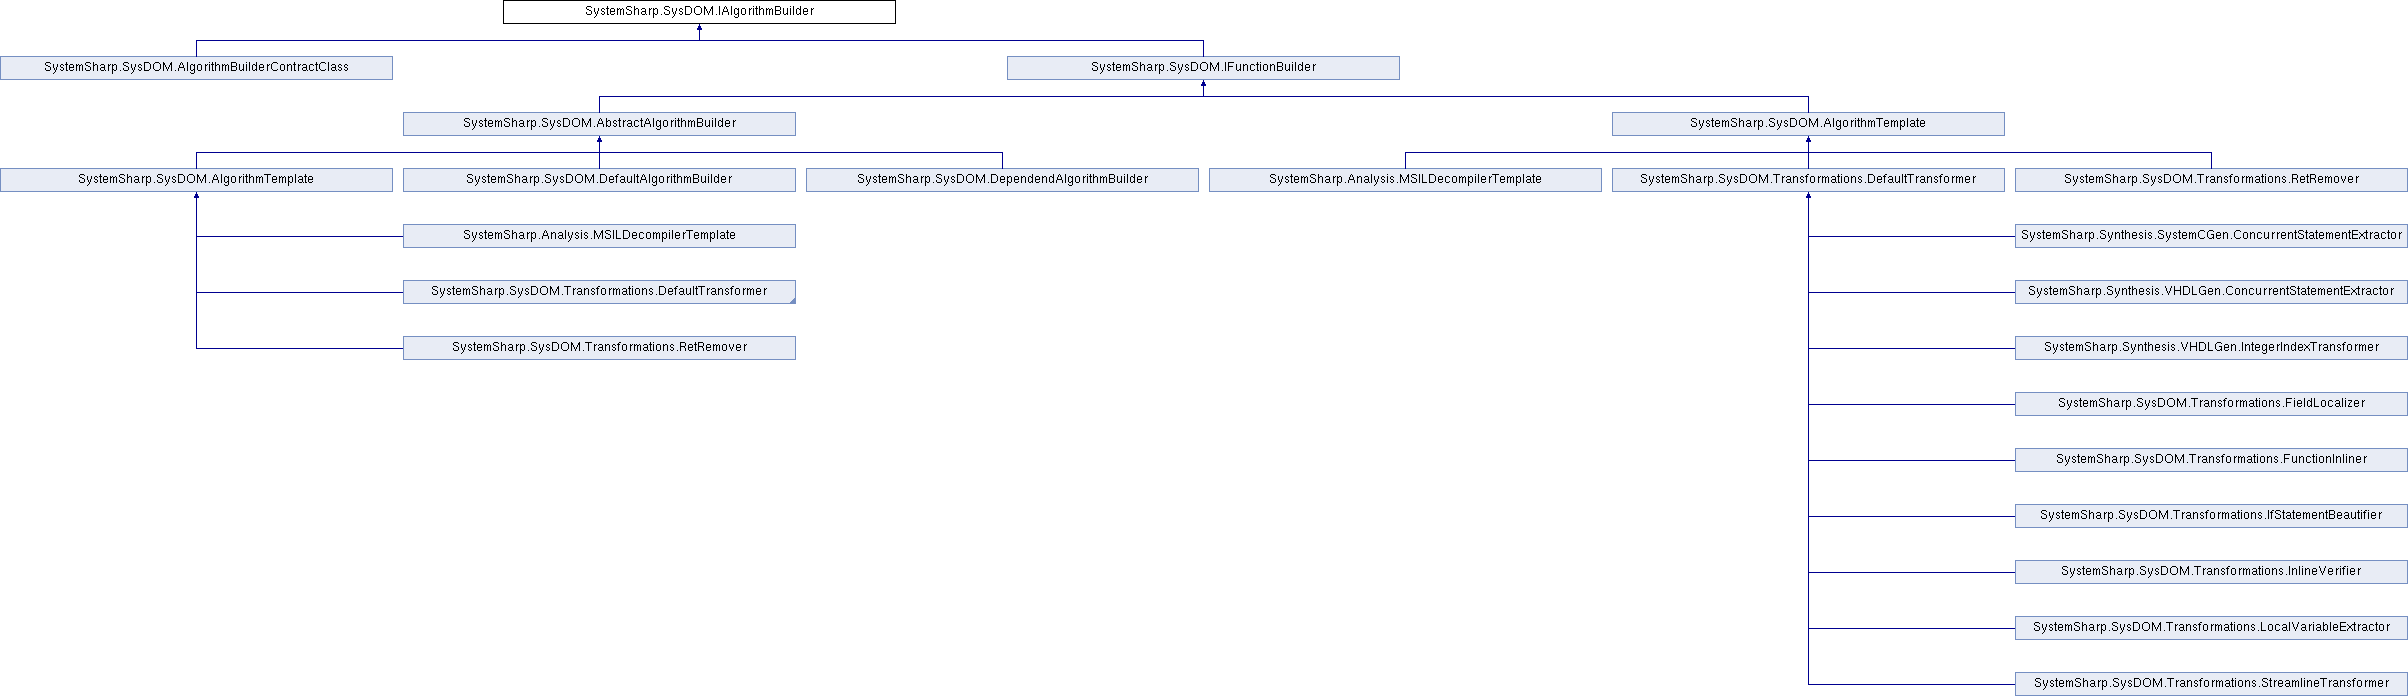 SystemSharp.SysDOM.IAlgorithmBuilder
SystemSharp.SysDOM.AlgorithmBuilderContractClass
SystemSharp.SysDOM.IFunctionBuilder
SystemSharp.SysDOM.AbstractAlgorithmBuilder
SystemSharp.SysDOM.AlgorithmTemplate
SystemSharp.SysDOM.AlgorithmTemplate
SystemSharp.SysDOM.DefaultAlgorithmBuilder
SystemSharp.SysDOM.DependendAlgorithmBuilder
SystemSharp.Analysis.MSILDecompilerTemplate
SystemSharp.SysDOM.Transformations.DefaultTransformer
SystemSharp.SysDOM.Transformations.RetRemover
SystemSharp.Analysis.MSILDecompilerTemplate
SystemSharp.Synthesis.SystemCGen.ConcurrentStatementExtractor
SystemSharp.SysDOM.Transformations.DefaultTransformer
SystemSharp.Synthesis.VHDLGen.ConcurrentStatementExtractor
SystemSharp.SysDOM.Transformations.RetRemover
SystemSharp.Synthesis.VHDLGen.IntegerIndexTransformer
SystemSharp.SysDOM.Transformations.FieldLocalizer
SystemSharp.SysDOM.Transformations.FunctionInliner
SystemSharp.SysDOM.Transformations.IfStatementBeautifier
SystemSharp.SysDOM.Transformations.InlineVerifier
SystemSharp.SysDOM.Transformations.LocalVariableExtractor
SystemSharp.SysDOM.Transformations.StreamlineTransformer